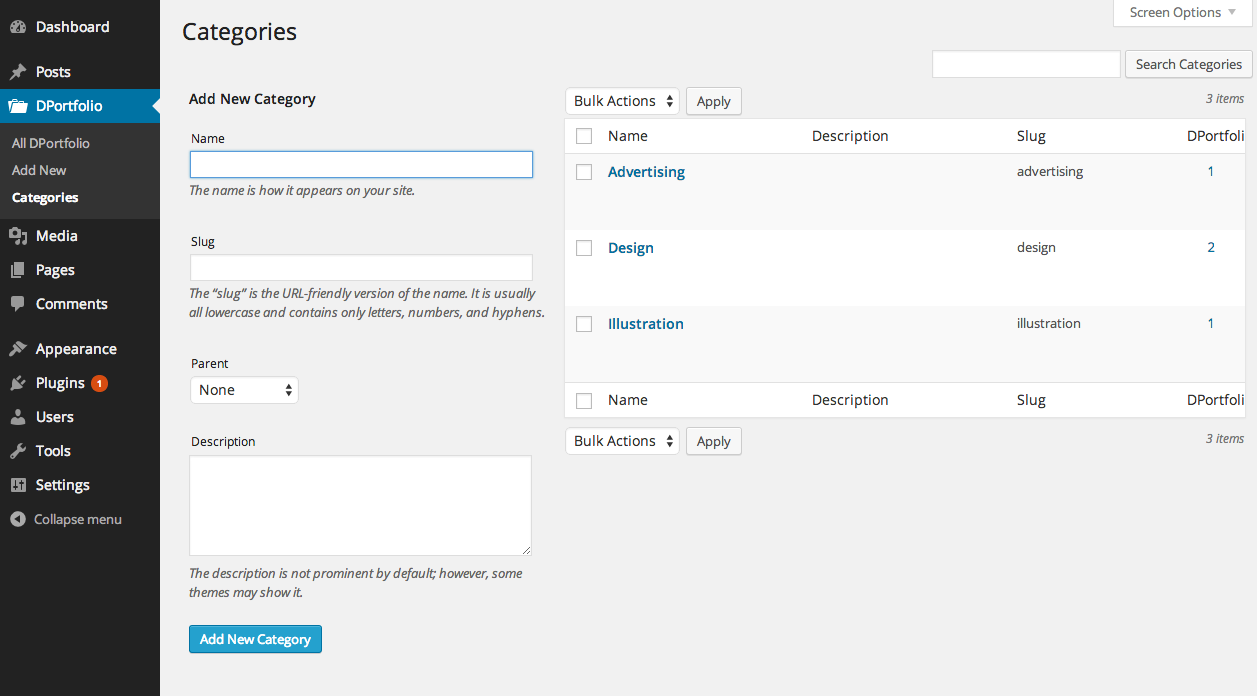 Dashboard
Posts
DPortfolio
All DPortfolio
Add New
Categories
Media
Pages
Comments
Appearance
Plugins 1
Users
Tools
Settings
Collapse menu
Screen Options
Categories
Search Categories
Add New Category
Name
The name is how it appears on your site.
Slug
The “slug” is the URL-friendly version of the name. It is usually
all lowercase and contains only letters, numbers, and hyphens.
Parent
None
Description
The description is not prominent by default; however, some
themes may show it.
Add New Category
Bulk Actions Apply 3 items
Name Description Slug DPortfoli
Advertising advertising 1
Design design 2
Illustration illustration 1
Name Description Slug DPortfoli
Bulk Actions Apply 3 items